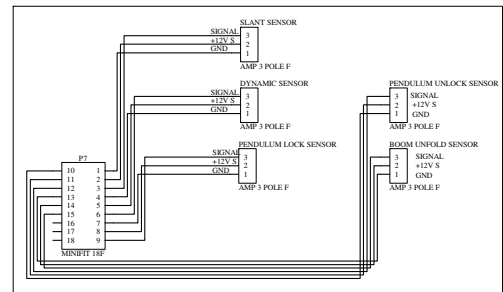 SLANT SENSOR
SIGNAL 3
+12V S 2
GND 1
AMP 3 POLE F
DYNAMIC SENSOR
SIGNAL 3
+12V S 2
GND 1
AMP 3 POLE F
PENDULUM LOCK SENSOR
SIGNAL 3
+12V S 2
GND 1
AMP 3 POLE F
PENDULUM UNLOCK SENSOR
3 SIGNAL
2 +12V S
1 GND
AMP 3 POLE F
BOOM UNFOLD SENSOR
3 SIGNAL
2 +12V S
1 GND
AMP 3 POLE F
P7
10 1
11 2
12 3
13 4
14 5
15 6
16 7
17 8
18 9
MINIFIT 18F